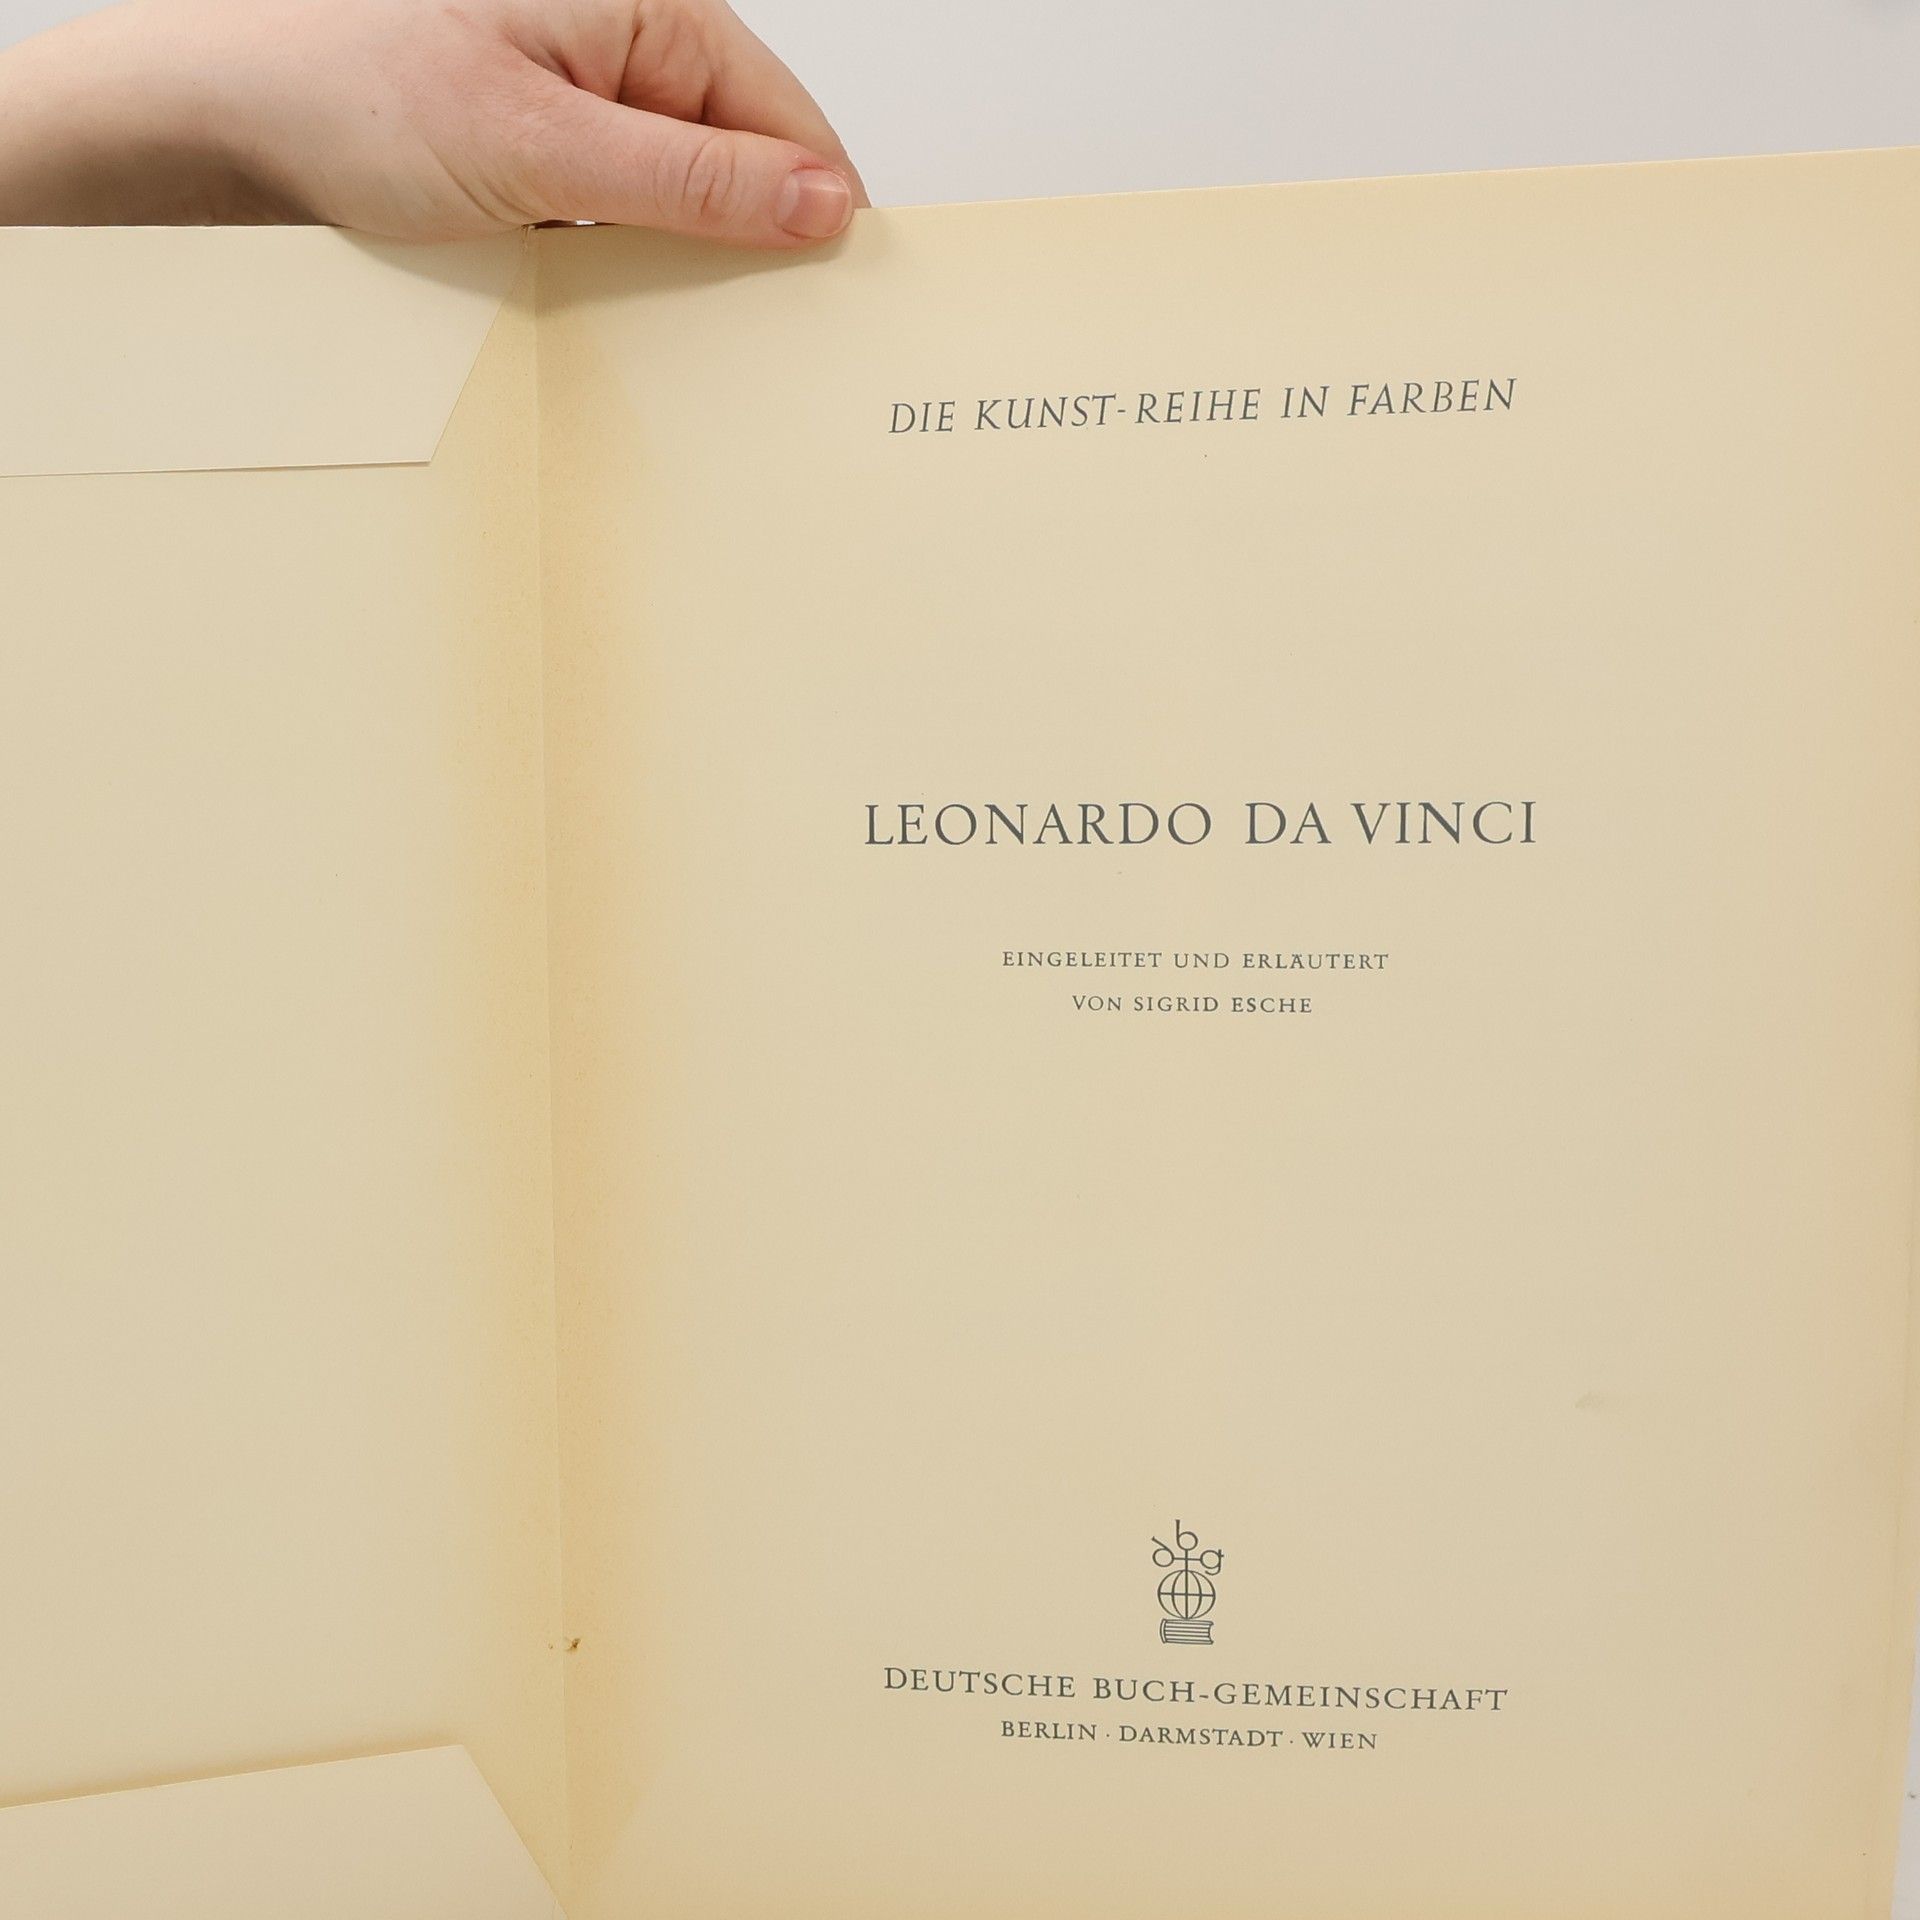 DIE KUNST-REIHE IN FARBEN
LEONARDO DA VINCI
EINGELEITET UND ERLÄUTERT
VON SIGRID ESCHE
dbg
DEUTSCHE BUCH-GEMEINSCHAFT
BERLIN · DARMSTADT · WIEN